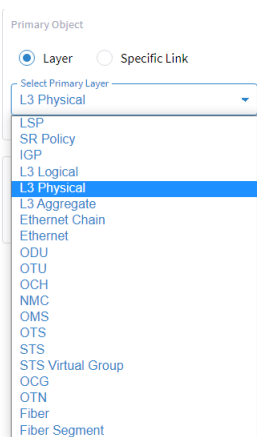 Primary Object
Layer Specific Link
Select Primary Layer
L3 Physical
LSP
SR Policy
IGP
L3 Logical
L3 Physical
L3 Aggregate
Ethernet Chain
Ethernet
ODU
OTU
OCH
NMC
OMS
OTS
STS
STS Virtual Group
OCG
OTN
Fiber
Fiber Segment